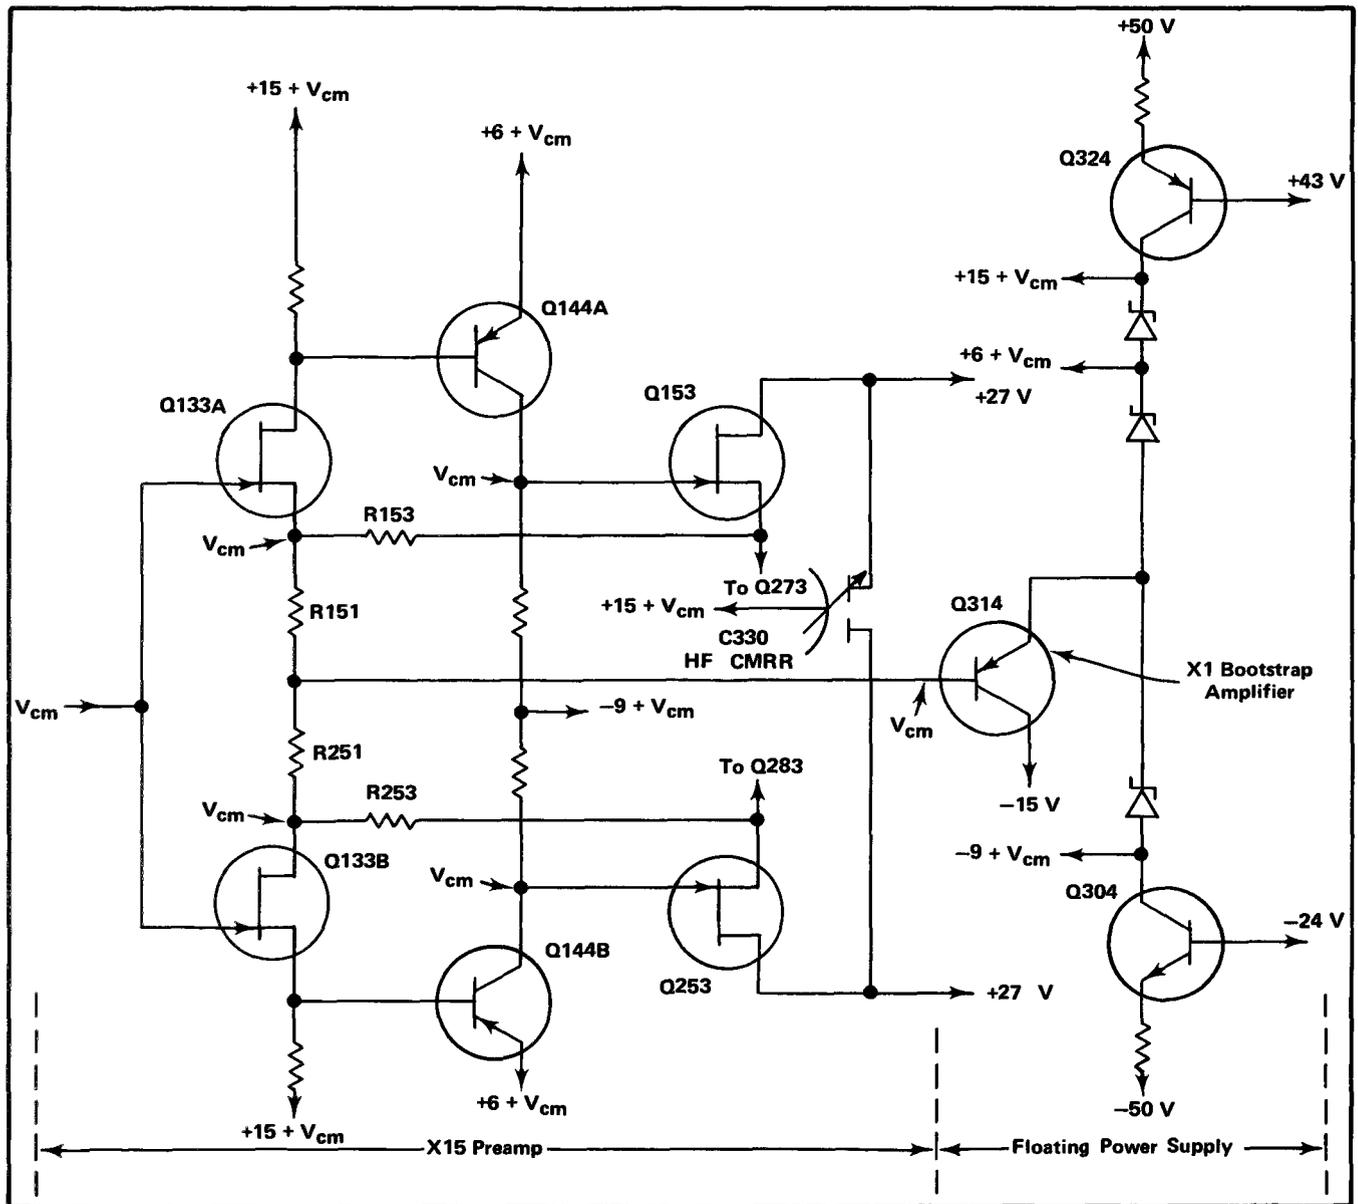 +50 V
+15 + Vcm
+6 + Vcm
Q324
+43 V
+15 + Vcm
Q144A
+6 + Vcm
Q153
+27 V
Q133A
Vcm
R153
Vcm
To Q273
+15 + Vcm
Q314
R151
C330
HF CMRR
X1 Bootstrap
Amplifier
Vcm
–9 + Vcm
Vcm
R251
To Q283
R253
–15 V
Vcm
–9 + Vcm
Q133B
Vcm
Q304
–24 V
Q144B
Q253
+27 V
+6 + Vcm
–50 V
+15 + Vcm
X15 Preamp
Floating Power Supply